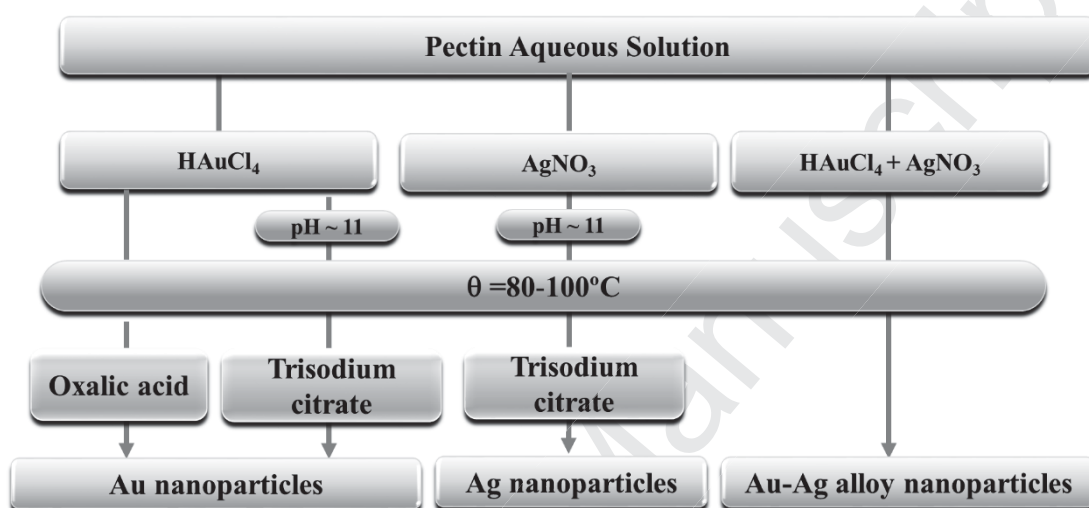 Pectin Aqueous Solution
HAuCl₄
AgNO₃
HAuCl₄ + AgNO₃
pH ~ 11
pH ~ 11
θ =80-100ºC
Oxalic acid
Trisodium
citrate
Trisodium
citrate
Au nanoparticles
Ag nanoparticles
Au-Ag alloy nanoparticles